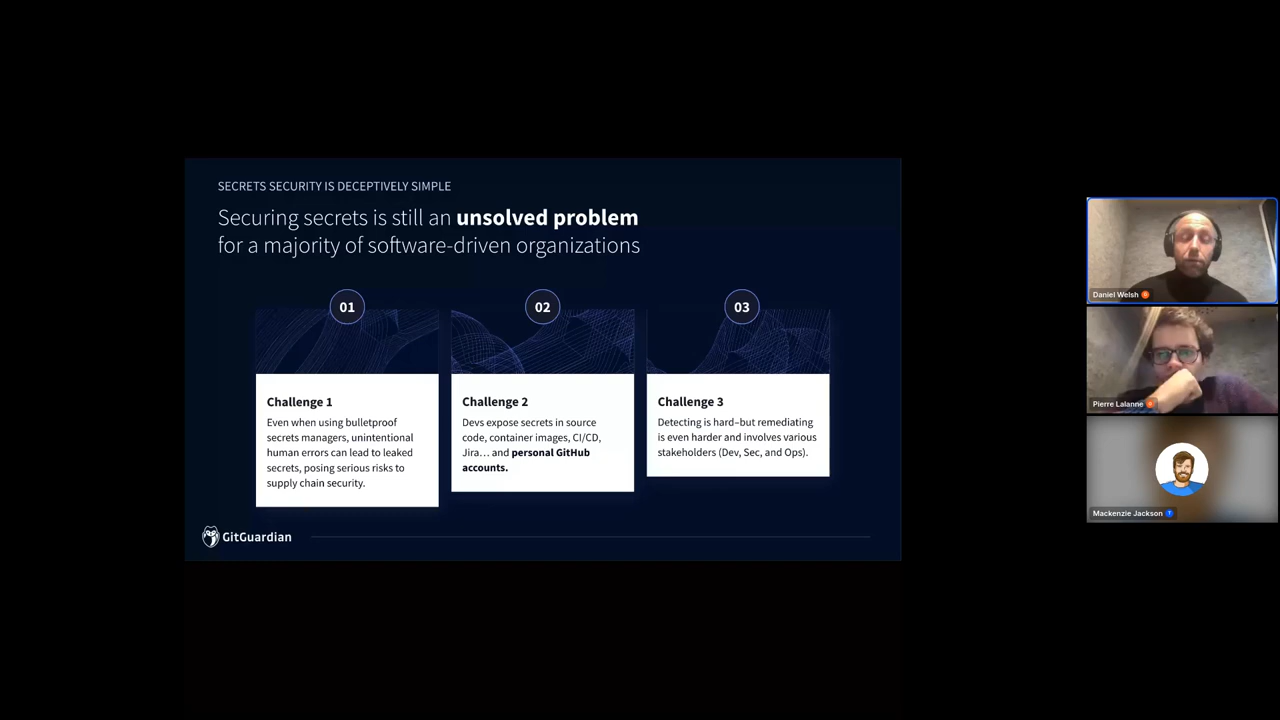 SECRETS SECURITY IS DECEPTIVELY SIMPLE
Securing secrets is still an unsolved problem
for a majority of software-driven organizations
01
Challenge 1
Even when using bulletproof
secrets managers, unintentional
human errors can lead to leaked
secrets, posing serious risks to
supply chain security.
02
Challenge 2
Devs expose secrets in source
code, container images, CI/CD,
Jira… and personal GitHub
accounts.
03
Challenge 3
Detecting is hard–but remediating
is even harder and involves various
stakeholders (Dev, Sec, and Ops).
GitGuardian
Daniel Welsh
Pierre Lalanne
Mackenzie Jackson